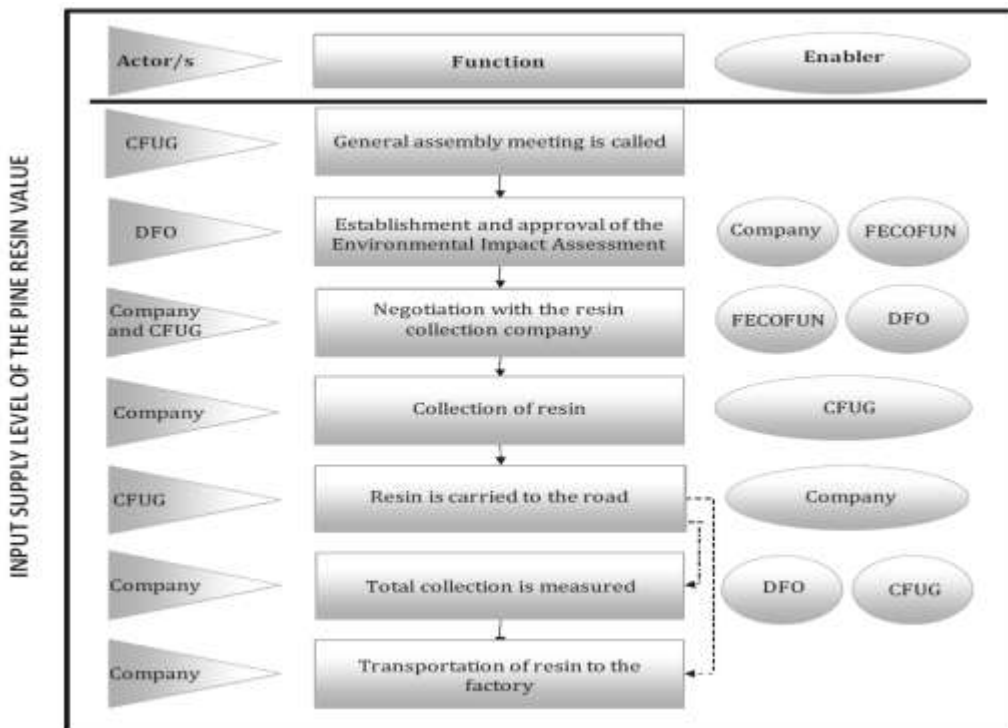 INPUT SUPPLY LEVEL OF THE PINE RESIN VALUE
Actor/s
Function
Enabler
CFUG
General assembly meeting is called
DFO
Establishment and approval of the
Environmental Impact Assessment
Company
FECOFUN
Company
and CFUG
Negotiation with the resin
collection company
FECOFUN
DFO
Company
Collection of resin
CFUG
CFUG
Resin is carried to the road
Company
Company
Total collection is measured
DFO
CFUG
Company
Transportation of resin to the
factory